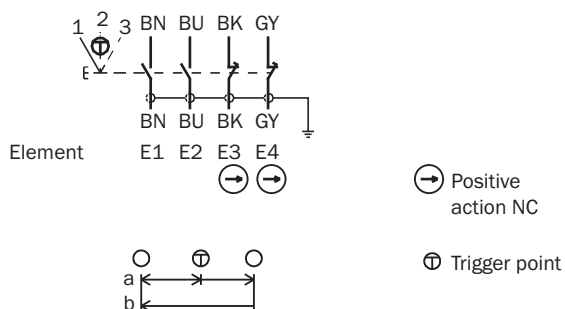 1 2 3 BN BU BK GY
T
BN BU BK GY
Element E1 E2 E3 E4
Positive
action NC
T
T Trigger point
a
b